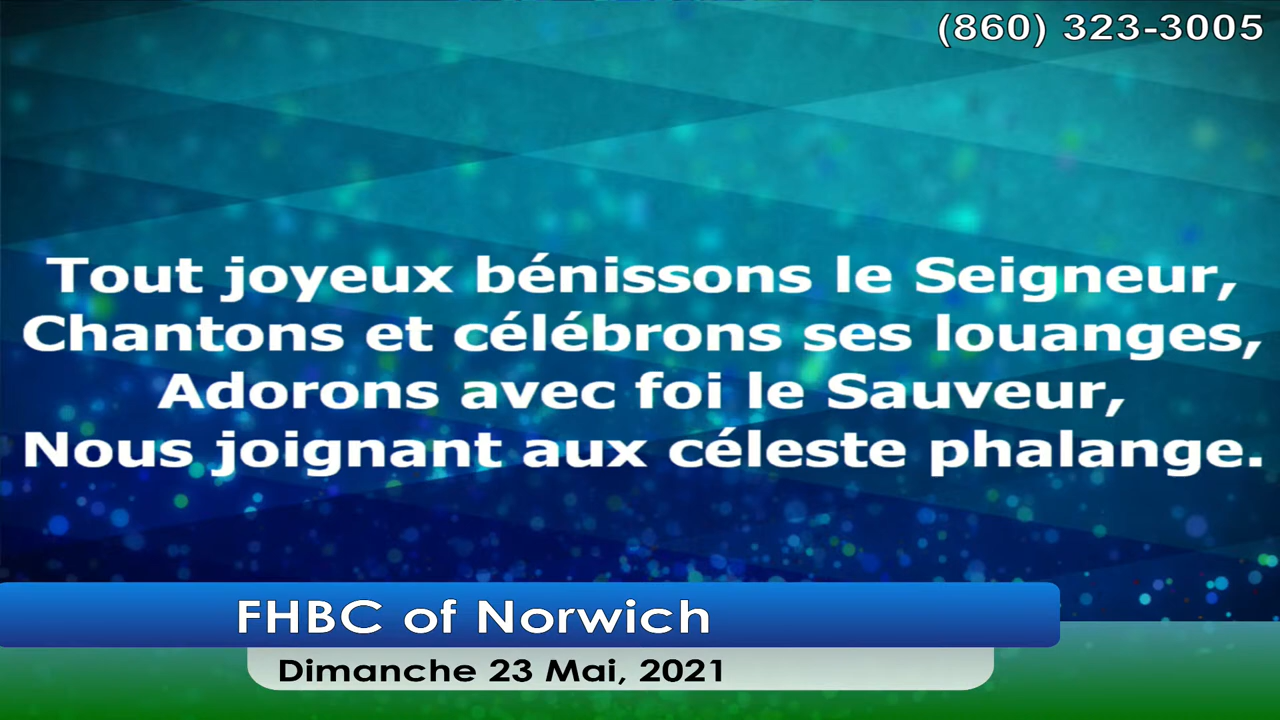 (860) 323-3005
Tout joyeux bénissons le Seigneur,
Chantons et célébrons ses louanges,
Adorons avec foi le Sauveur,
Nous joignant aux céleste phalange.
FHBC of Norwich
Dimanche 23 Mai, 2021